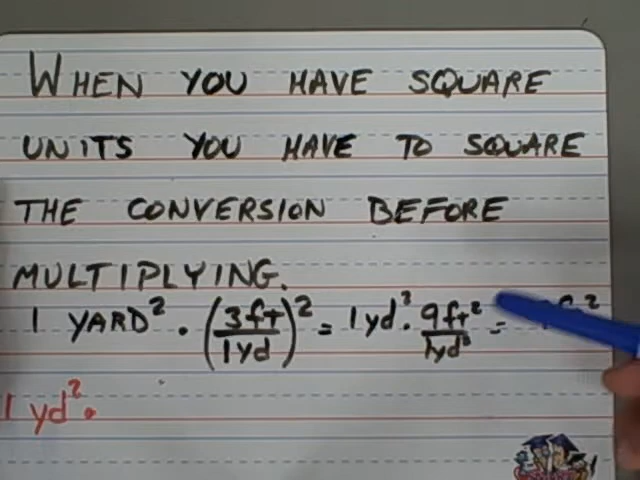 WHEN YOU HAVE SQUARE
UNITS YOU HAVE TO SQUARE
THE CONVERSION BEFORE
MULTIPLYING.
1 YARD² · (3ft/1yd)² = 1yd² · 9ft²/1yd² =
1 yd² ·